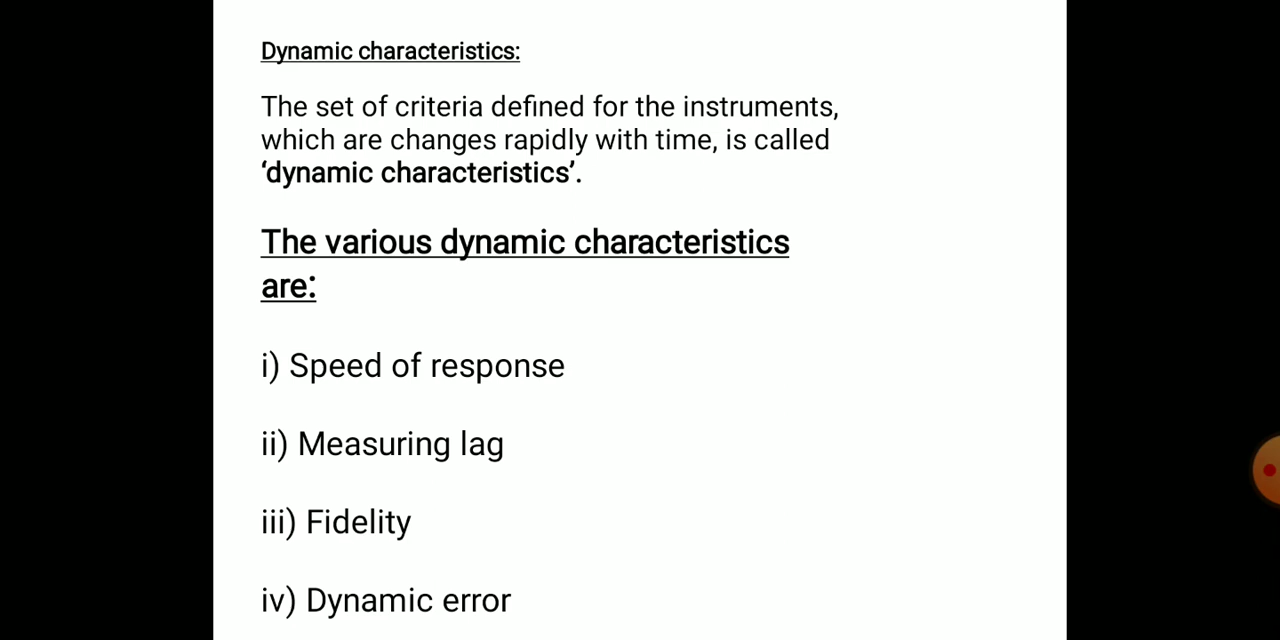 Dynamic characteristics:
The set of criteria defined for the instruments,
which are changes rapidly with time, is called
‘dynamic characteristics’.
The various dynamic characteristics
are:
i) Speed of response
ii) Measuring lag
iii) Fidelity
iv) Dynamic error